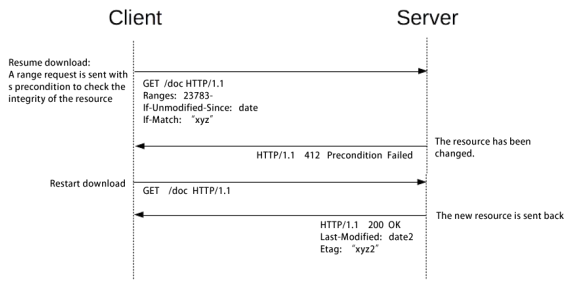 Client
Server
Resume download:
A range request is sent with
s precondition to check the
integrity of the resource
GET /doc HTTP/1.1
Ranges: 23783-
If-Unmodified-Since: date
If-Match: “xyz”
The resource has been
changed.
HTTP/1.1 412 Precondition Failed
Restart download
GET /doc HTTP/1.1
The new resource is sent back
HTTP/1.1 200 OK
Last-Modified: date2
Etag: “xyz2”